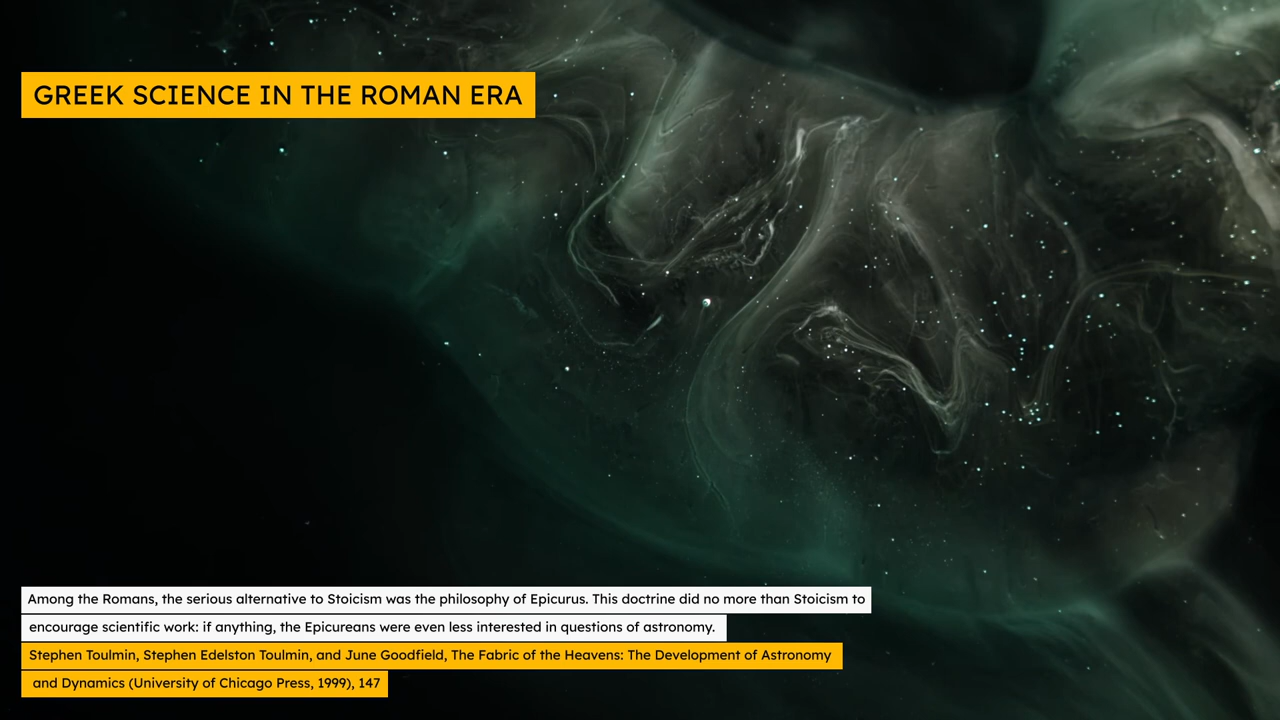 GREEK SCIENCE IN THE ROMAN ERA
Among the Romans, the serious alternative to Stoicism was the philosophy of Epicurus. This doctrine did no more than Stoicism to
encourage scientific work: if anything, the Epicureans were even less interested in questions of astronomy.
Stephen Toulmin, Stephen Edelston Toulmin, and June Goodfield, The Fabric of the Heavens: The Development of Astronomy
and Dynamics (University of Chicago Press, 1999), 147